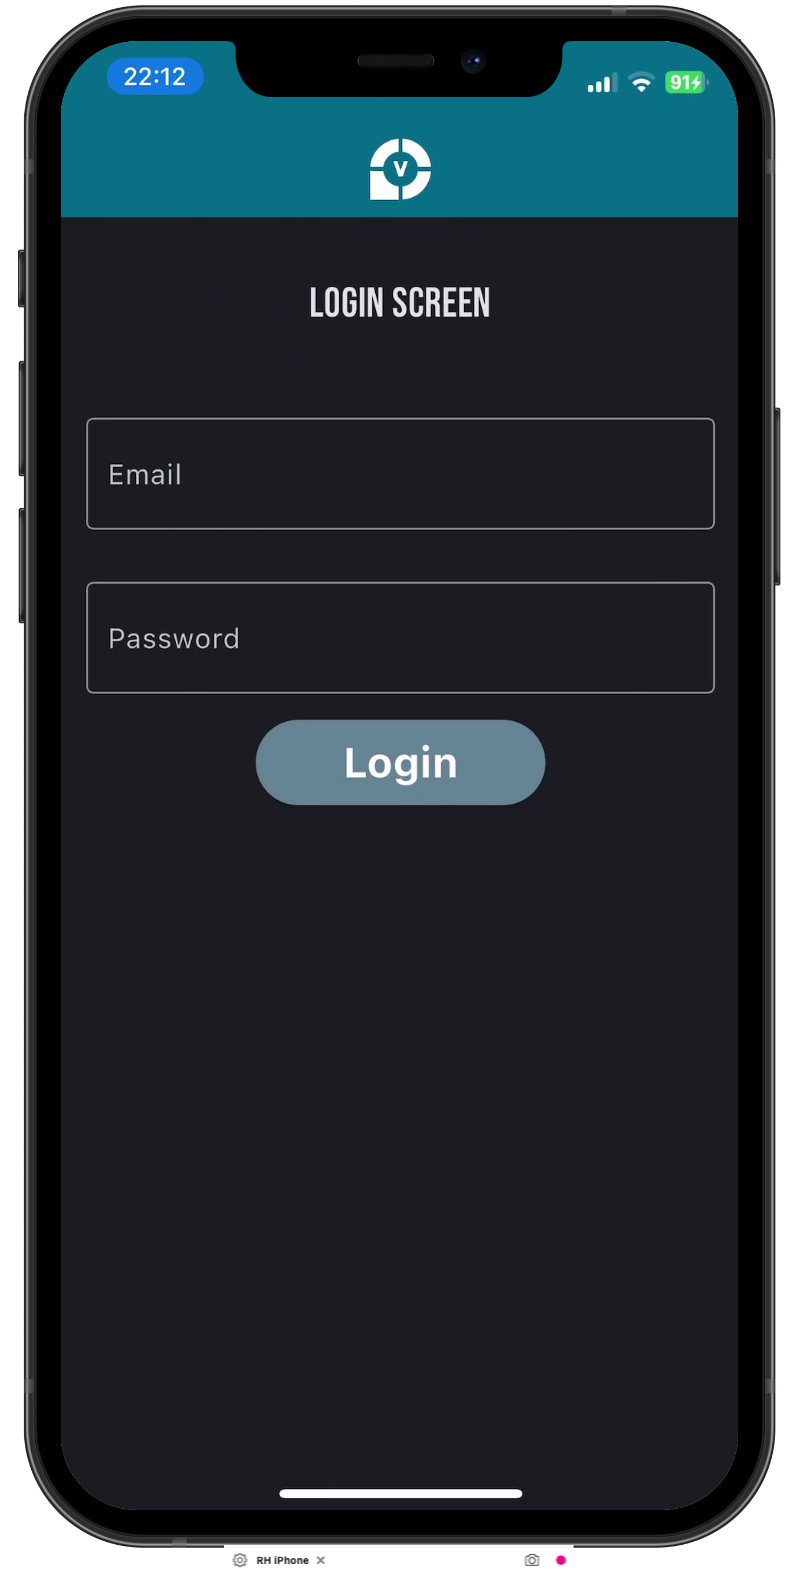 22:12
91
V
LOGIN SCREEN
Email
Password
Login
RH iPhone